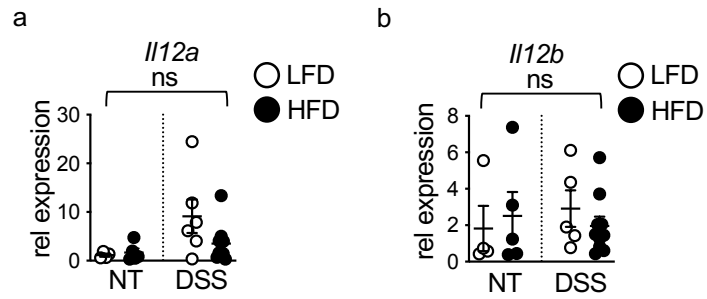 a
Il12a
ns
LFD
HFD
rel expression
30
20
10
0
NT
DSS
b
Il12b
ns
LFD
HFD
rel expression
8
6
4
2
0
NT
DSS